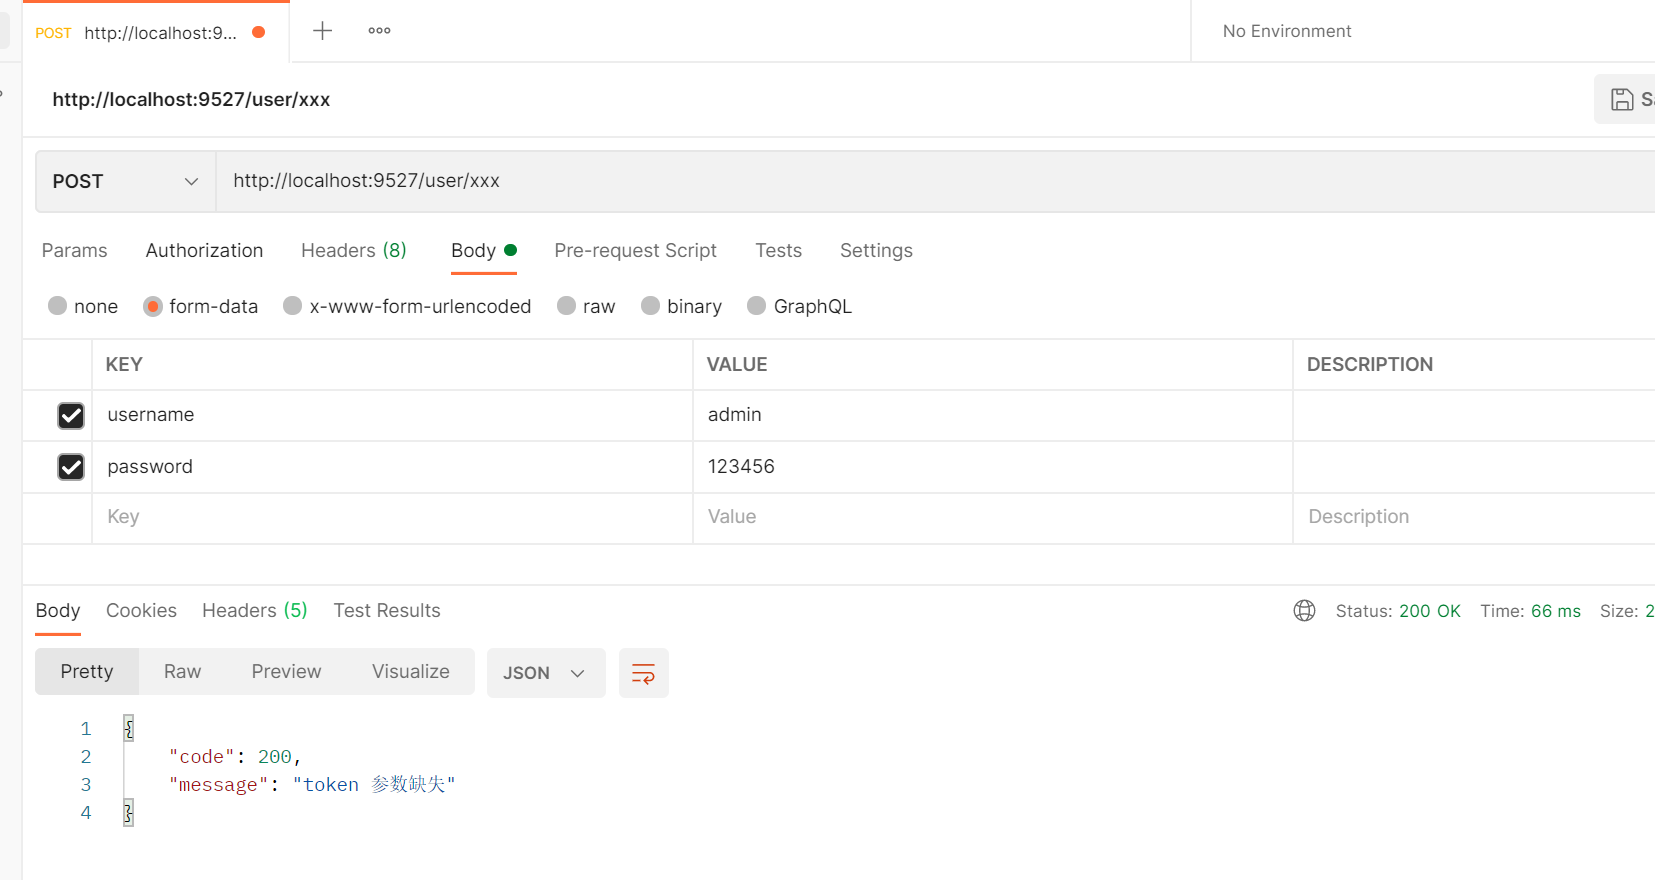 POST http://localhost:9... No Environment
http://localhost:9527/user/xxx
POST http://localhost:9527/user/xxx
Params Authorization Headers (8) Body Pre-request Script Tests Settings
none form-data x-www-form-urlencoded raw binary GraphQL
KEY VALUE DESCRIPTION
username admin
password 123456
Key Value Description
Body Cookies Headers (5) Test Results Status: 200 OK Time: 66 ms Size: 2
Pretty Raw Preview Visualize JSON
1 {
2 "code": 200,
3 "message": "token 参数缺失"
4 }